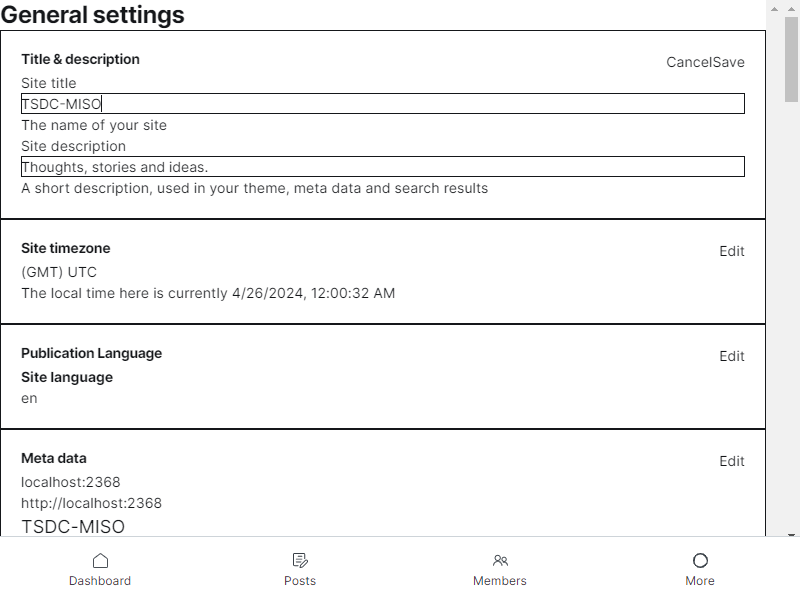 General settings
Title & description
CancelSave
Site title
TSDC-MISO
The name of your site
Site description
Thoughts, stories and ideas.
A short description, used in your theme, meta data and search results
Site timezone
Edit
(GMT) UTC
The local time here is currently 4/26/2024, 12:00:32 AM
Publication Language
Edit
Site language
en
Meta data
Edit
localhost:2368
http://localhost:2368
TSDC-MISO
Dashboard
Posts
Members
More